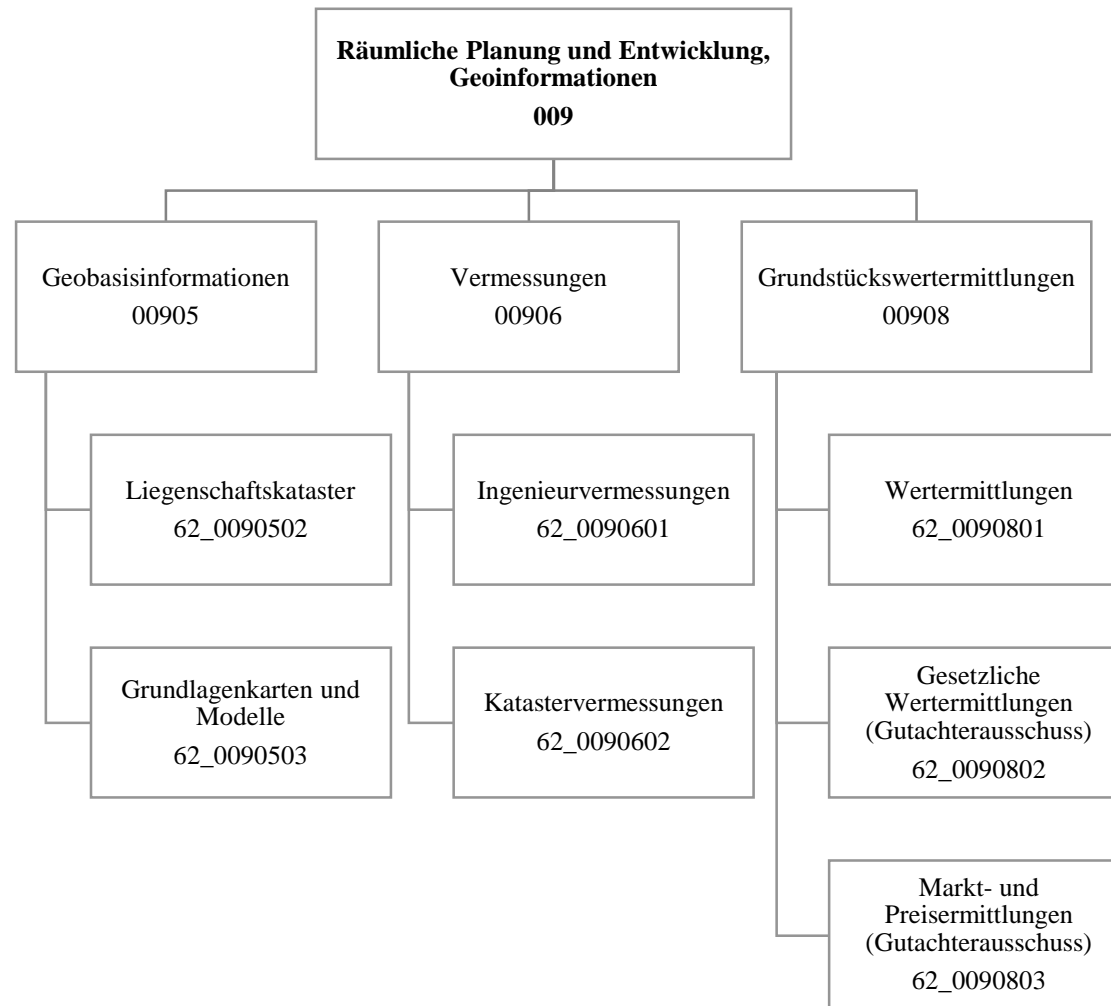 Räumliche Planung und Entwicklung,
Geoinformationen
009
Geobasisinformationen
00905
Vermessungen
00906
Grundstückswertermittlungen
00908
Liegenschaftskataster
62_0090502
Ingenieurvermessungen
62_0090601
Wertermittlungen
62_0090801
Grundlagenkarten und
Modelle
62_0090503
Katastervermessungen
62_0090602
Gesetzliche
Wertermittlungen
(Gutachterausschuss)
62_0090802
Markt- und
Preisermittlungen
(Gutachterausschuss)
62_0090803